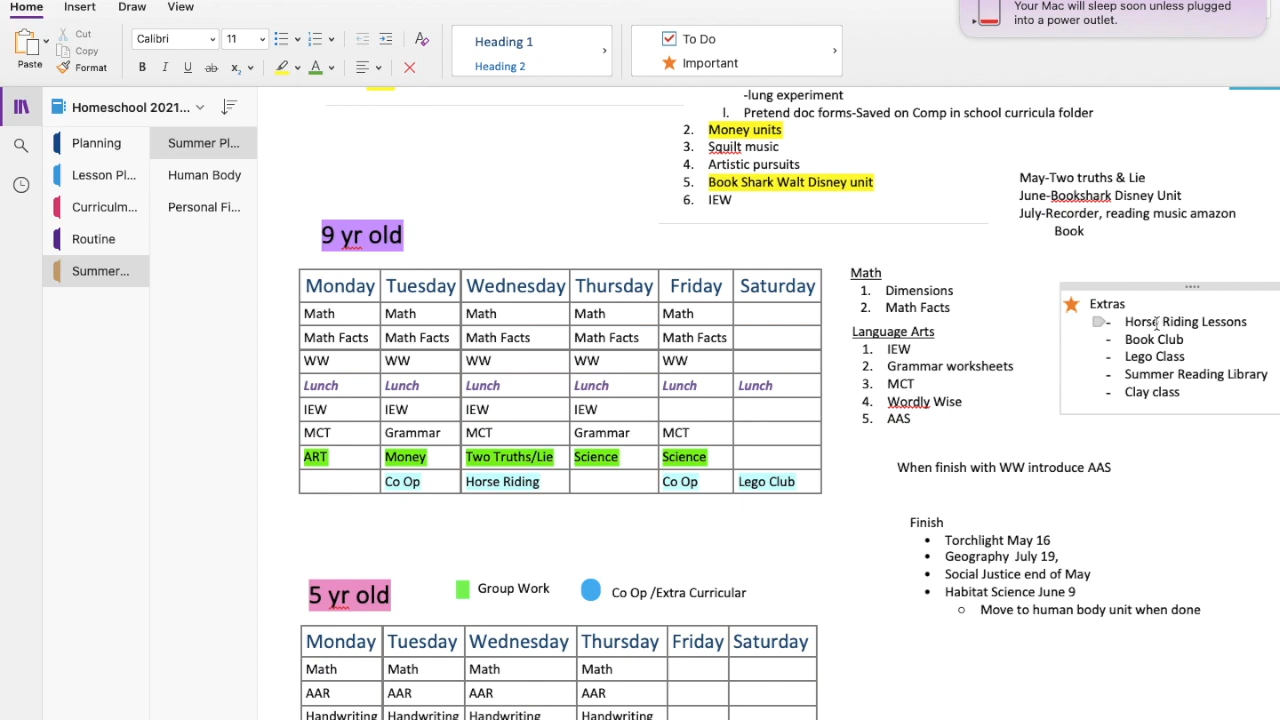 Home Insert Draw View
Your Mac will sleep soon unless plugged
into a power outlet.
Paste
Cut
Copy
Format
Calibri 11
B I U ab x₂ A
Heading 1
Heading 2
To Do
Important
Homeschool 2021...
Planning
Lesson Pl...
Curriculm...
Routine
Summer...
Summer Pl...
Human Body
Personal Fi...
-lung experiment
l. Pretend doc forms-Saved on Comp in school curricula folder
2. Money units
3. Squilt music
4. Artistic pursuits
5. Book Shark Walt Disney unit
6. IEW
May-Two truths & Lie
June-Bookshark Disney Unit
July-Recorder, reading music amazon
Book
9 yr old
Monday Tuesday Wednesday Thursday Friday Saturday
Math Math Math Math Math
Math Facts Math Facts Math Facts Math Facts Math Facts
WW WW WW WW WW
Lunch Lunch Lunch Lunch Lunch Lunch
IEW IEW IEW IEW
MCT Grammar MCT Grammar MCT
ART Money Two Truths/Lie Science Science
Co Op Horse Riding Co Op Lego Club
Math
1. Dimensions
2. Math Facts
Language Arts
1. IEW
2. Grammar worksheets
3. MCT
4. Wordly Wise
5. AAS
Extras
- Horse Riding Lessons
- Book Club
- Lego Class
- Summer Reading Library
- Clay class
When finish with WW introduce AAS
Finish
• Torchlight May 16
• Geography July 19,
• Social Justice end of May
• Habitat Science June 9
○ Move to human body unit when done
5 yr old
Group Work
Co Op /Extra Curricular
Monday Tuesday Wednesday Thursday Friday Saturday
Math Math Math Math
AAR AAR AAR AAR
Handwriting Handwriting Handwriting Handwriting